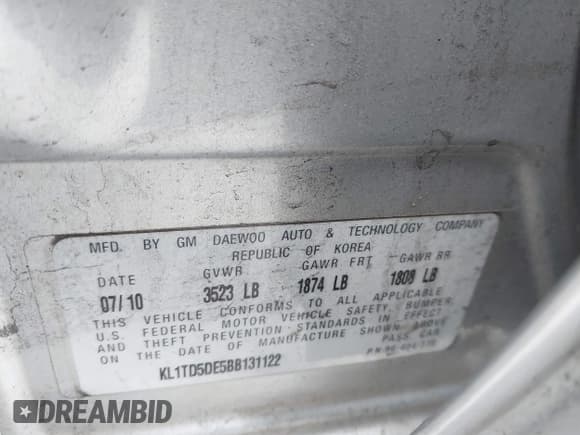 MFD. BY GM DAEWOO AUTO & TECHNOLOGY COMPANY
REPUBLIC OF KOREA
DATE GVWR GAWR FRT GAWR RR
07/10 3523 LB 1874 LB 1808 LB
THIS VEHICLE CONFORMS TO ALL APPLICABLE
U.S. FEDERAL MOTOR VEHICLE SAFETY, BUMPER,
AND THEFT PREVENTION STANDARDS IN EFFECT
ON THE DATE OF MANUFACTURE SHOWN ABOVE
PASS. CAR
KL1TD5DE5BB131122
P/N
DREAMBID